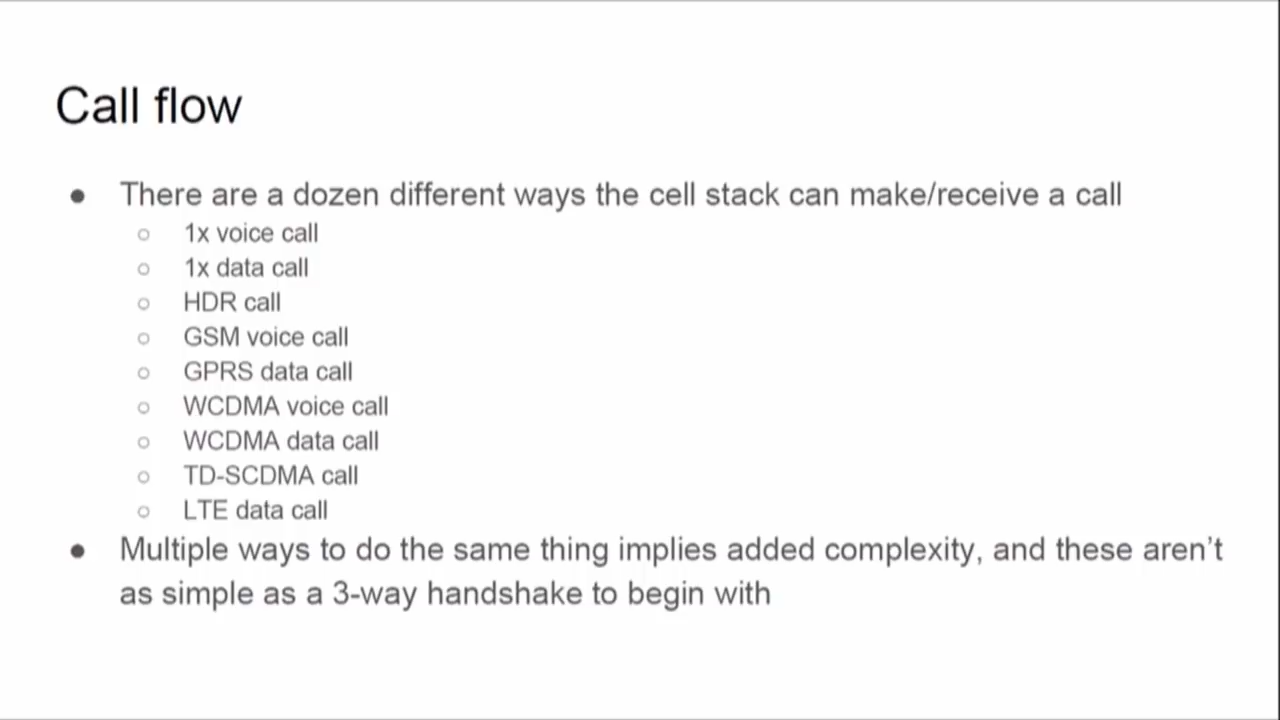 Call flow
● There are a dozen different ways the cell stack can make/receive a call
○ 1x voice call
○ 1x data call
○ HDR call
○ GSM voice call
○ GPRS data call
○ WCDMA voice call
○ WCDMA data call
○ TD-SCDMA call
○ LTE data call
● Multiple ways to do the same thing implies added complexity, and these aren’t
as simple as a 3-way handshake to begin with